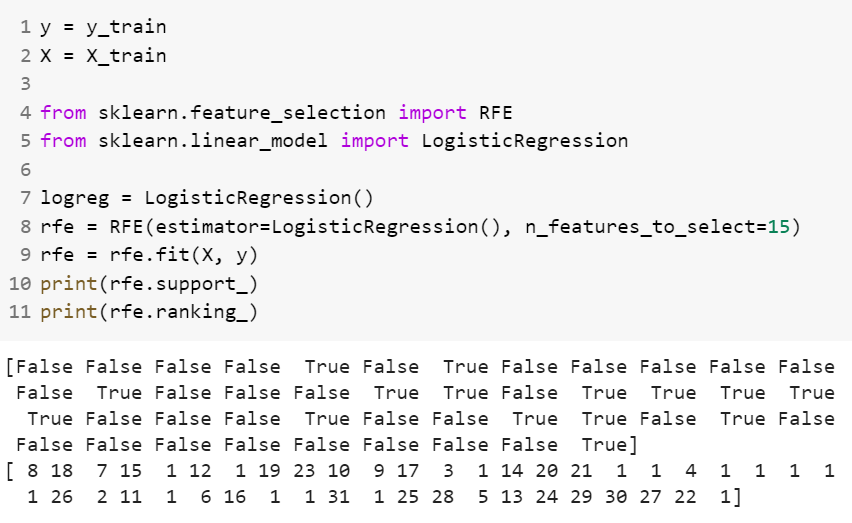 1 y = y_train
2 X = X_train
3
4 from sklearn.feature_selection import RFE
5 from sklearn.linear_model import LogisticRegression
6
7 logreg = LogisticRegression()
8 rfe = RFE(estimator=LogisticRegression(), n_features_to_select=15)
9 rfe = rfe.fit(X, y)
10 print(rfe.support_)
11 print(rfe.ranking_)
[False False False False  True False  True False False False False False
 False  True False False False  True  True False  True  True  True  True
  True False False False  True False False  True  True False  True False
 False False False False False False False False  True]
[ 8 18  7 15  1 12  1 19 23 10  9 17  3  1 14 20 21  1  1  4  1  1  1  1
  1 26  2 11  1  6 16  1  1 31  1 25 28  5 13 24 29 30 27 22  1]